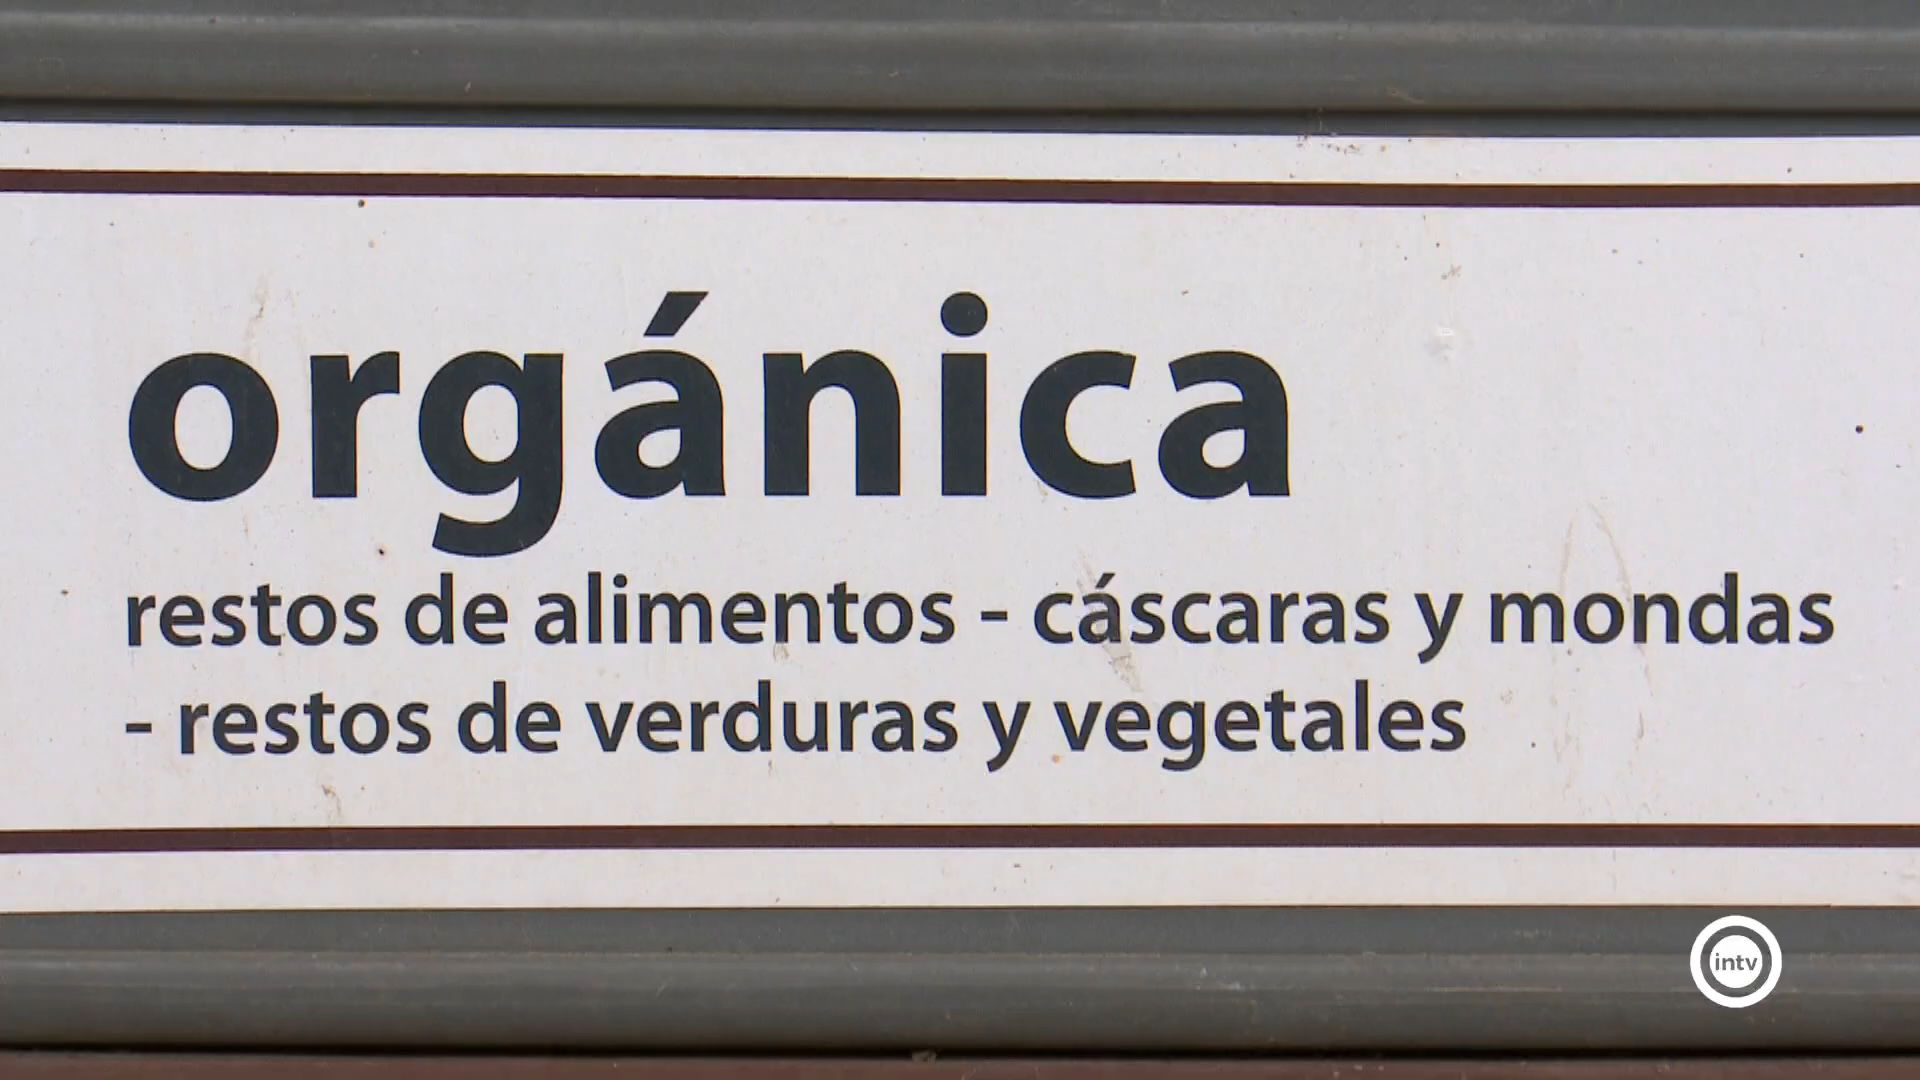 orgánica
restos de alimentos - cáscaras y mondas
- restos de verduras y vegetales
intv